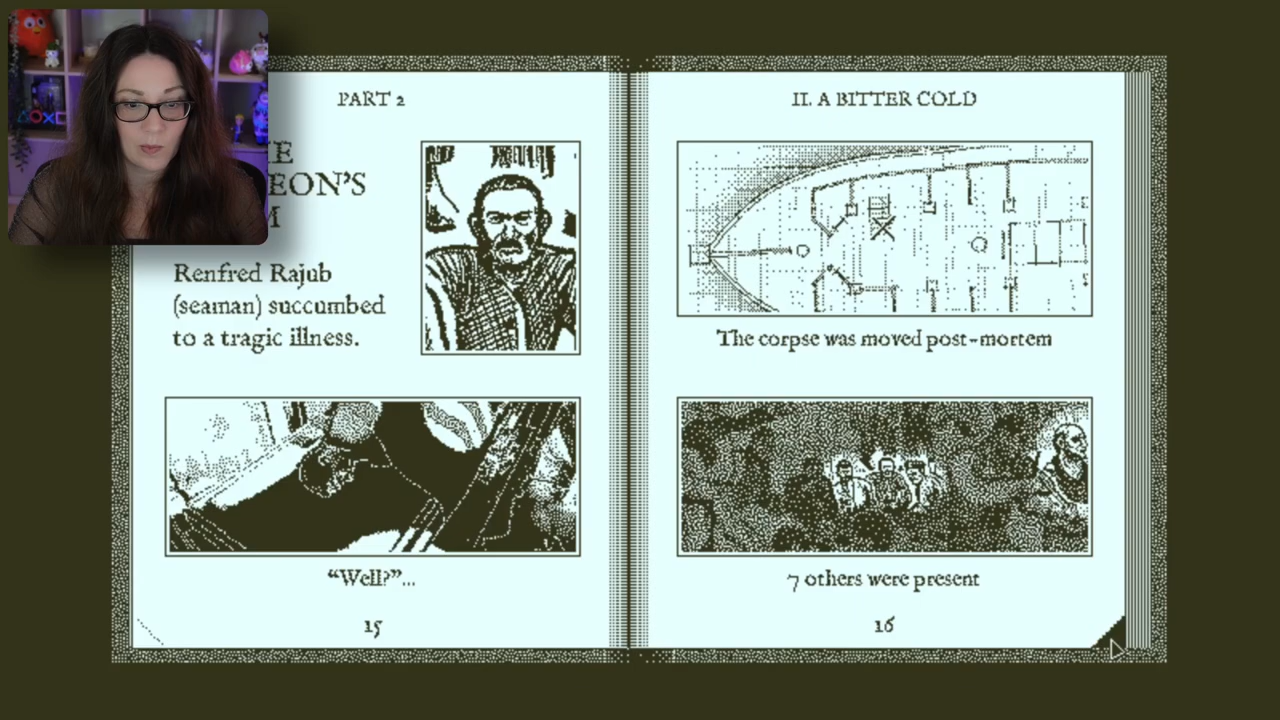 PART 2
EON'S
Renfred Rajub
(seaman) succumbed
to a tragic illness.
"Well?"...
15
II. A BITTER COLD
The corpse was moved post-mortem
7 others were present
16